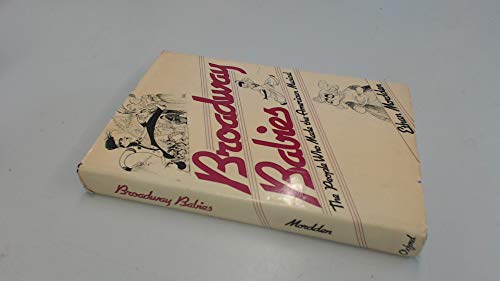 Broadway
Babies
The People Who Made the American Musical
Ethan Mordden
Broadway Babies
Mordden
Oxford